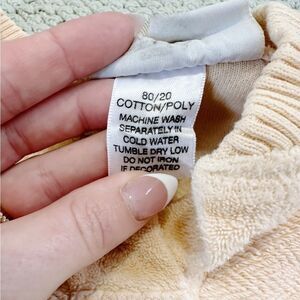 80/20
COTTON/POLY
MACHINE WASH
SEPARATELY IN
COLD WATER
TUMBLE DRY LOW
DO NOT IRON
IF DECORATED